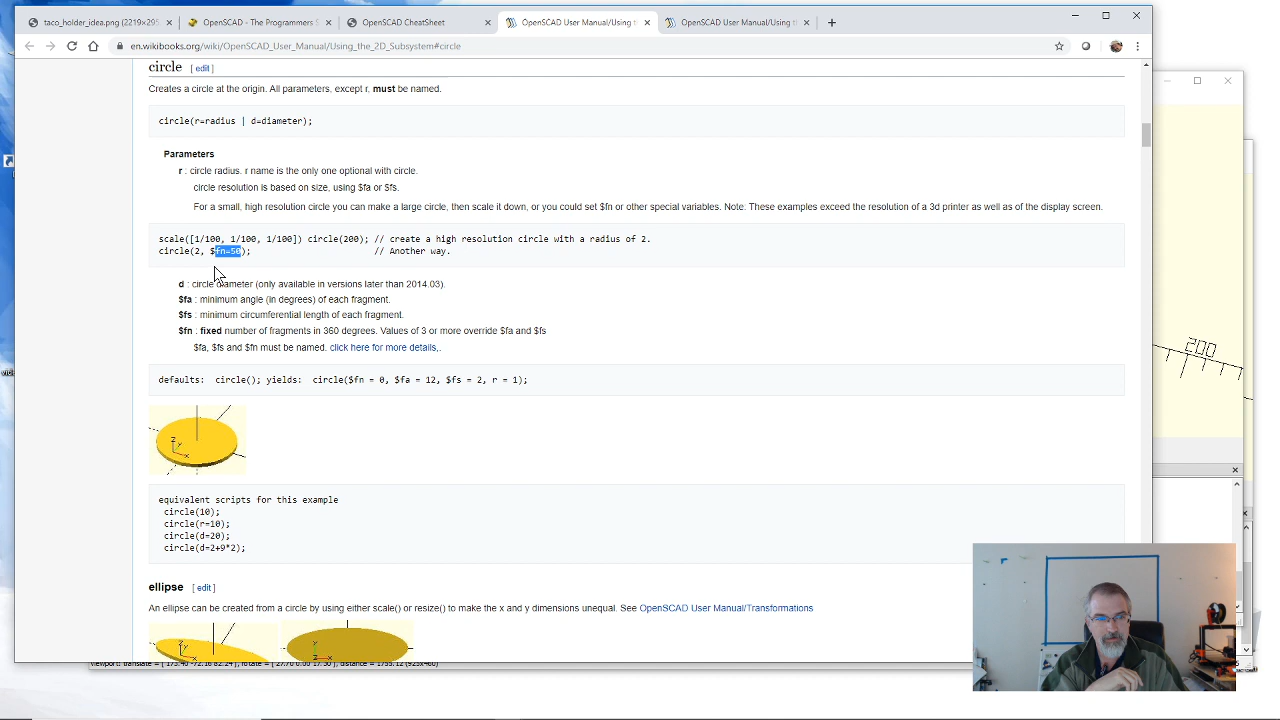 taco_holder_idea.png (2219×295
OpenSCAD - The Programmers S
OpenSCAD CheatSheet
OpenSCAD User Manual/Using t
OpenSCAD User Manual/Using t
en.wikibooks.org/wiki/OpenSCAD_User_Manual/Using_the_2D_Subsystem#circle
circle [ edit ]
Creates a circle at the origin. All parameters, except r, must be named.
circle(r=radius | d=diameter);
Parameters
r : circle radius. r name is the only one optional with circle.
circle resolution is based on size, using $fa or $fs.
For a small, high resolution circle you can make a large circle, then scale it down, or you could set $fn or other special variables. Note: These examples exceed the resolution of a 3d printer as well as of the display screen.
scale([1/100, 1/100, 1/100]) circle(200); // create a high resolution circle with a radius of 2.
circle(2, $fn=50); // Another way.
d : circle diameter (only available in versions later than 2014.03).
$fa : minimum angle (in degrees) of each fragment.
$fs : minimum circumferential length of each fragment.
$fn : fixed number of fragments in 360 degrees. Values of 3 or more override $fa and $fs
$fa, $fs and $fn must be named. click here for more details,.
200
defaults: circle(); yields: circle($fn = 0, $fa = 12, $fs = 2, r = 1);
z
y
x
equivalent scripts for this example
circle(10);
circle(r=10);
circle(d=20);
circle(d=2+9*2);
ellipse [ edit ]
An ellipse can be created from a circle by using either scale() or resize() to make the x and y dimensions unequal. See OpenSCAD User Manual/Transformations